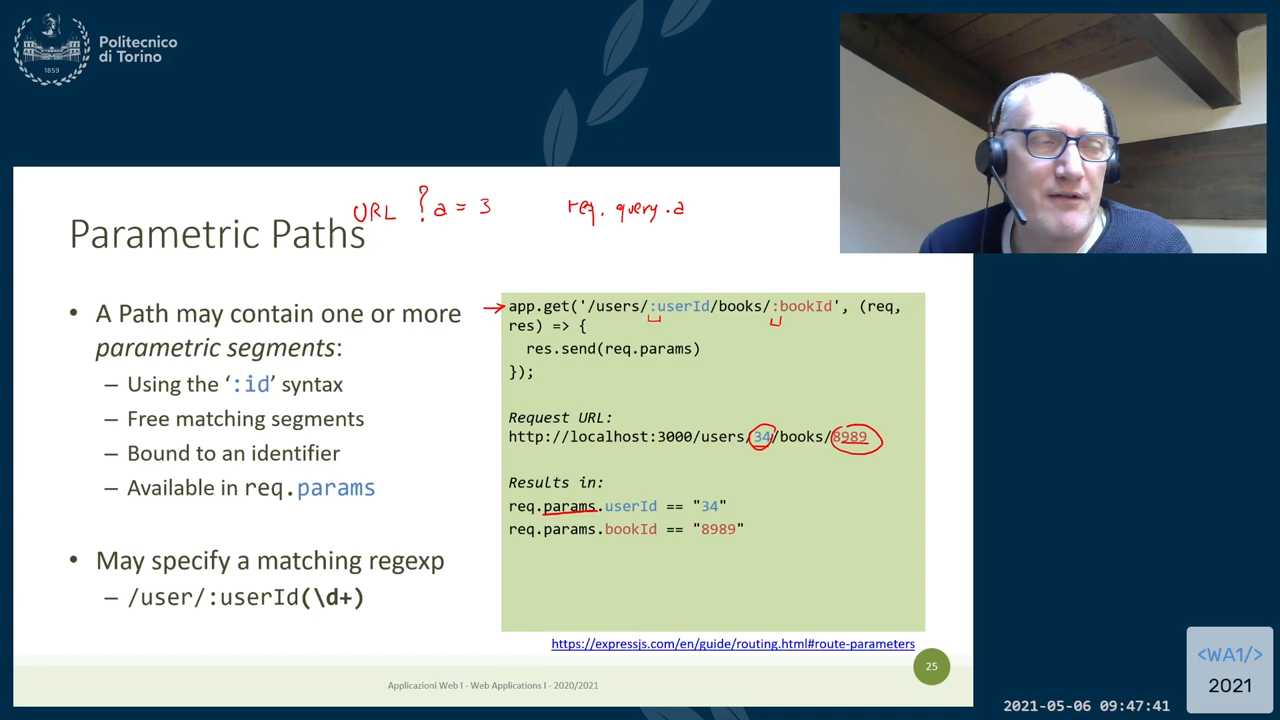 Politecnico
di Torino
1859
URL ? a = 3 req. query. a
Parametric Paths
• A Path may contain one or more
parametric segments:
– Using the ‘:id’ syntax
– Free matching segments
– Bound to an identifier
– Available in req.params
• May specify a matching regexp
– /user/:userId(\d+)
app.get('/users/:userId/books/:bookId', (req,
res) => {
res.send(req.params)
});
Request URL:
http://localhost:3000/users/34/books/8989
Results in:
req.params.userId == "34"
req.params.bookId == "8989"
https://expressjs.com/en/guide/routing.html#route-parameters
25
Applicazioni Web I - Web Applications I - 2020/2021
<WA1/>
2021
2021-05-06 09:47:41